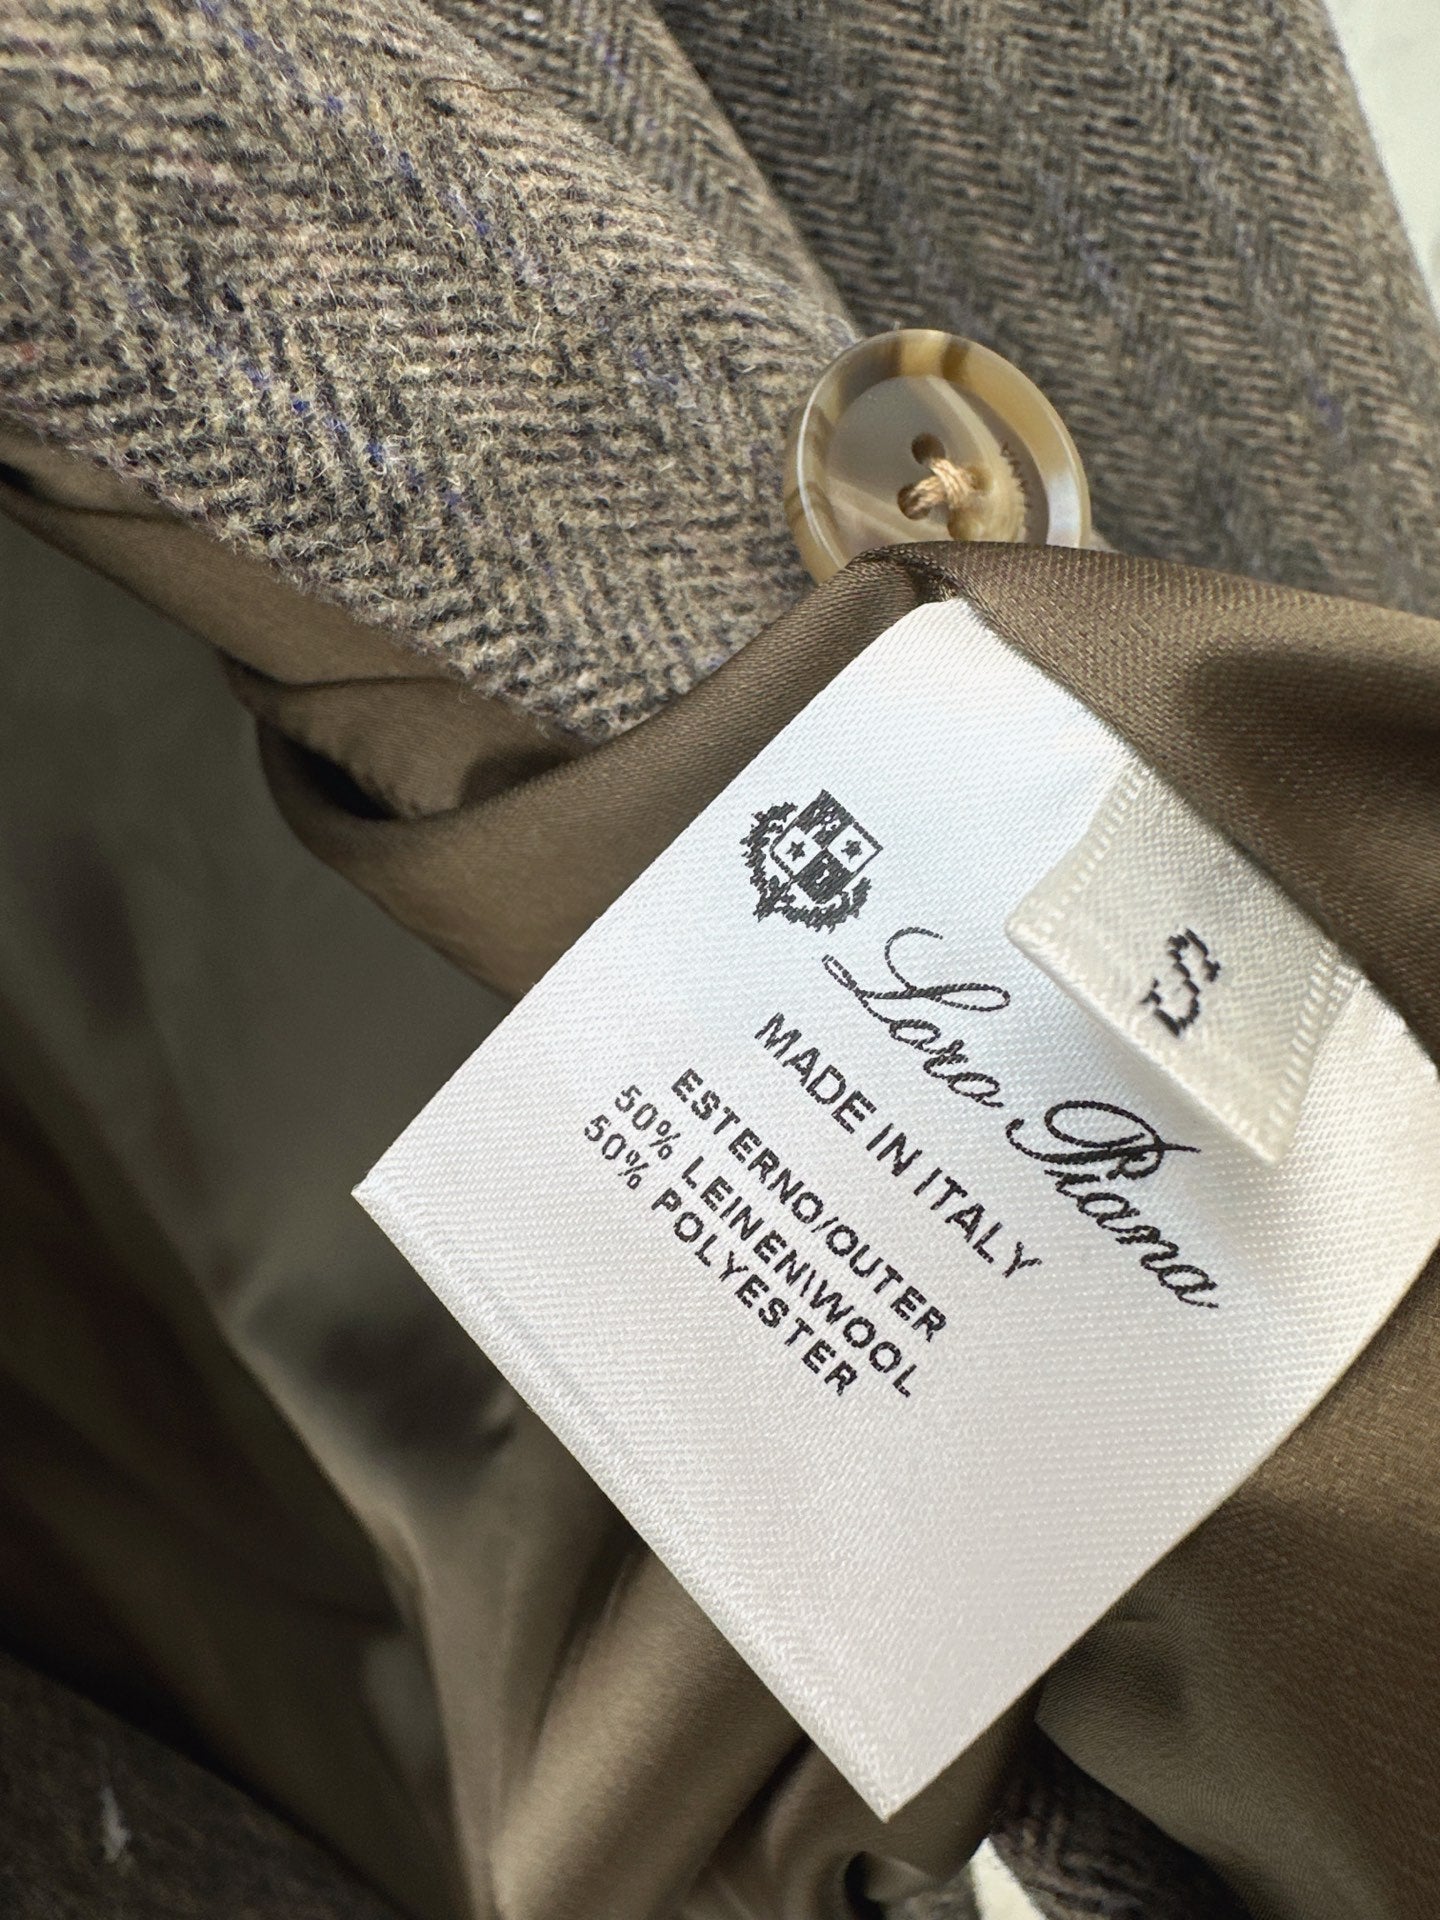 Loro Piana
S
MADE IN ITALY
ESTERNO/OUTER
50% LEINEN\WOOL
50% POLYESTER